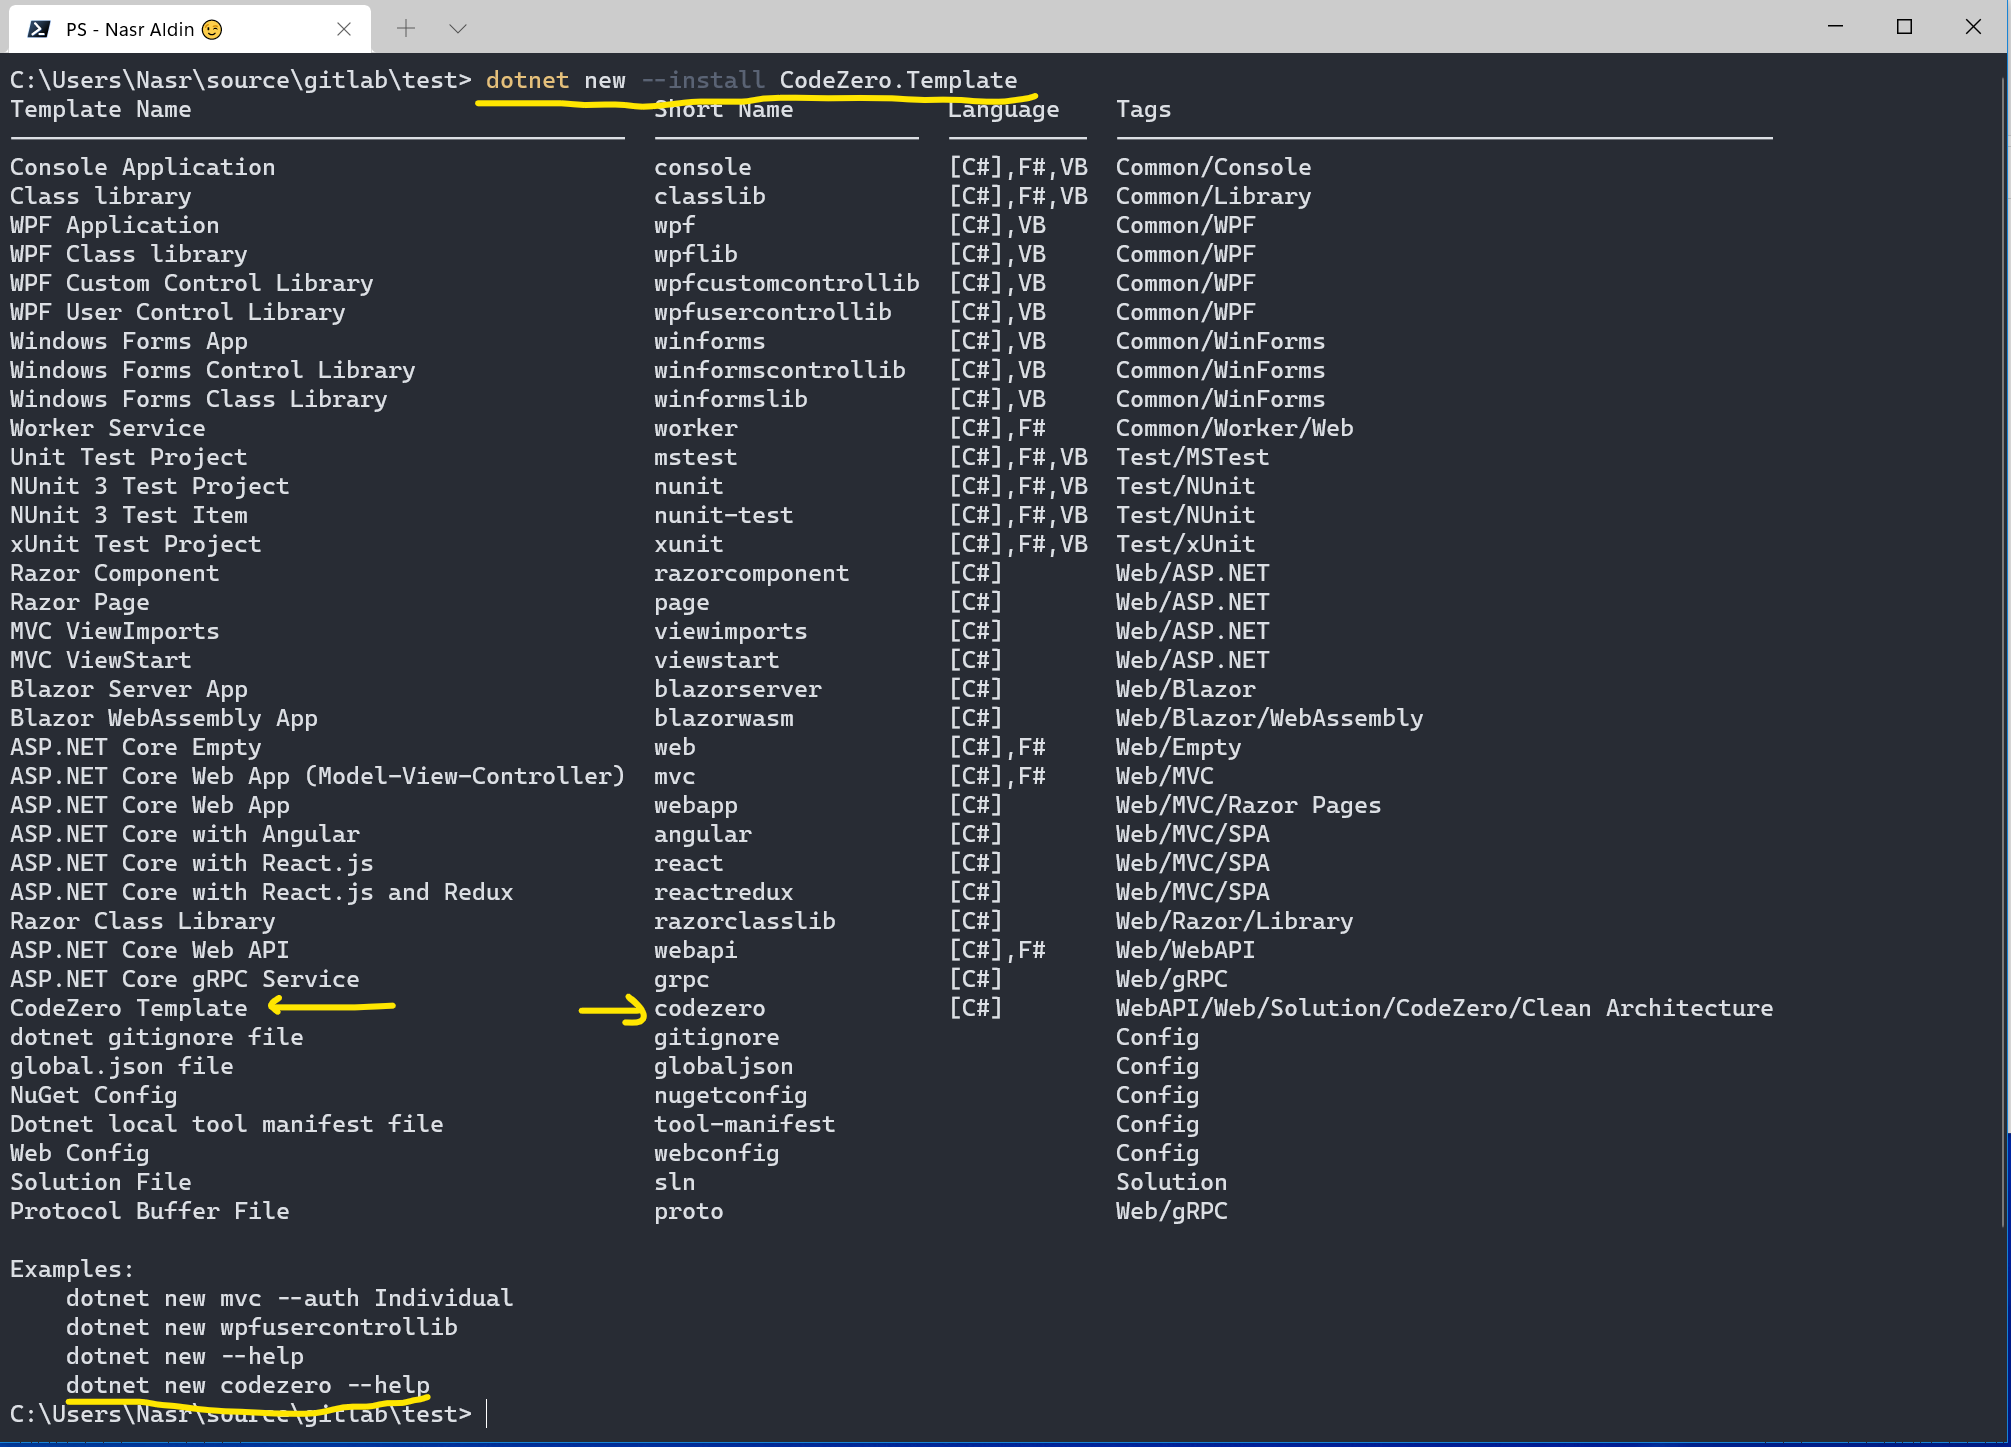 PS - Nasr Aldin 😉
C:\Users\Nasr\source\gitlab\test> dotnet new --install CodeZero.Template
Template Name Short Name Language Tags
Console Application console [C#],F#,VB Common/Console
Class library classlib [C#],F#,VB Common/Library
WPF Application wpf [C#],VB Common/WPF
WPF Class library wpflib [C#],VB Common/WPF
WPF Custom Control Library wpfcustomcontrollib [C#],VB Common/WPF
WPF User Control Library wpfusercontrollib [C#],VB Common/WPF
Windows Forms App winforms [C#],VB Common/WinForms
Windows Forms Control Library winformscontrollib [C#],VB Common/WinForms
Windows Forms Class Library winformslib [C#],VB Common/WinForms
Worker Service worker [C#],F# Common/Worker/Web
Unit Test Project mstest [C#],F#,VB Test/MSTest
NUnit 3 Test Project nunit [C#],F#,VB Test/NUnit
NUnit 3 Test Item nunit-test [C#],F#,VB Test/NUnit
xUnit Test Project xunit [C#],F#,VB Test/xUnit
Razor Component razorcomponent [C#] Web/ASP.NET
Razor Page page [C#] Web/ASP.NET
MVC ViewImports viewimports [C#] Web/ASP.NET
MVC ViewStart viewstart [C#] Web/ASP.NET
Blazor Server App blazorserver [C#] Web/Blazor
Blazor WebAssembly App blazorwasm [C#] Web/Blazor/WebAssembly
ASP.NET Core Empty web [C#],F# Web/Empty
ASP.NET Core Web App (Model-View-Controller) mvc [C#],F# Web/MVC
ASP.NET Core Web App webapp [C#] Web/MVC/Razor Pages
ASP.NET Core with Angular angular [C#] Web/MVC/SPA
ASP.NET Core with React.js react [C#] Web/MVC/SPA
ASP.NET Core with React.js and Redux reactredux [C#] Web/MVC/SPA
Razor Class Library razorclasslib [C#] Web/Razor/Library
ASP.NET Core Web API webapi [C#],F# Web/WebAPI
ASP.NET Core gRPC Service grpc [C#] Web/gRPC
CodeZero Template codezero [C#] WebAPI/Web/Solution/CodeZero/Clean Architecture
dotnet gitignore file gitignore Config
global.json file globaljson Config
NuGet Config nugetconfig Config
Dotnet local tool manifest file tool-manifest Config
Web Config webconfig Config
Solution File sln Solution
Protocol Buffer File proto Web/gRPC
Examples:
dotnet new mvc --auth Individual
dotnet new wpfusercontrollib
dotnet new --help
dotnet new codezero --help
C:\Users\Nasr\source\gitlab\test>